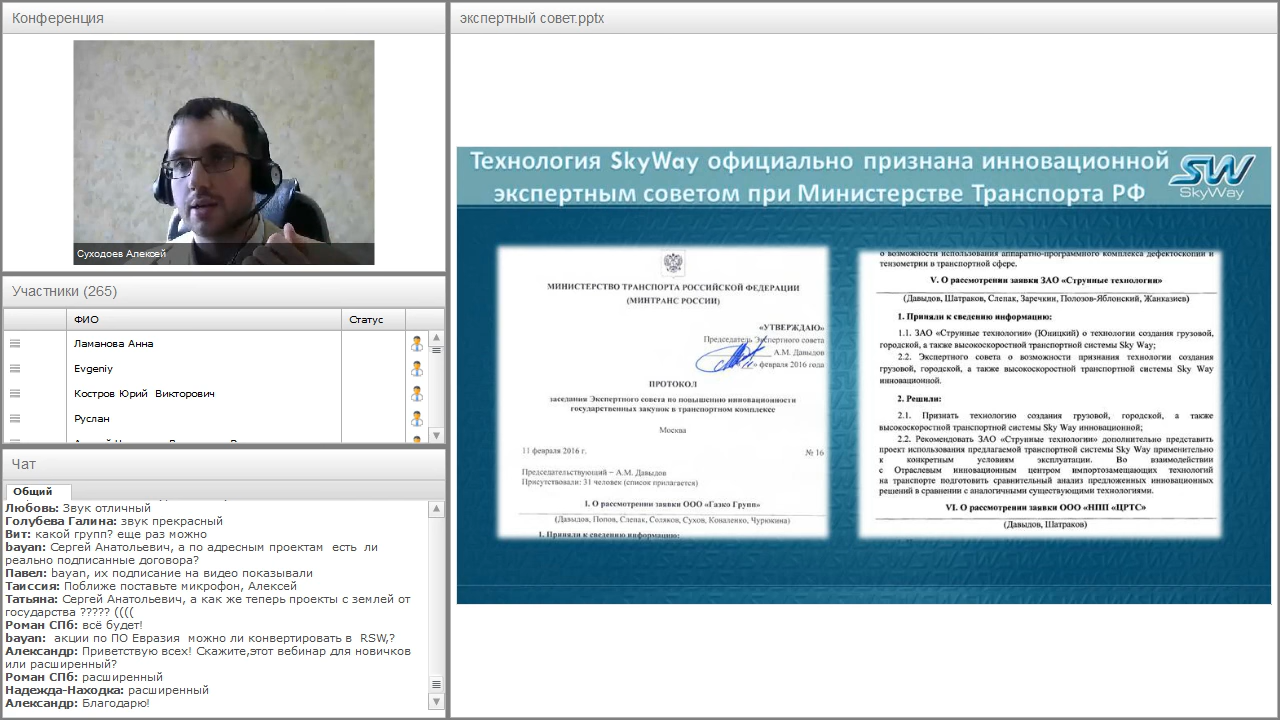 Конференция
Суходоев Алексей
Участники (265)
ФИО
Статус
Ламанова Анна
Evgeniy
Костров Юрий Викторович
Руслан
Чат
Общий
Любовь: Звук отличный
Голубева Галина: звук прекрасный
Вит: какой групп? еще раз можно
bayan: Сергей Анатольевич, а по адресным проектам есть ли
реально подписанные договора?
Павел: bayan, их подписание на видео показывали
Таиссия: Поближе поставьте микрофон, Алексей
Татьяна: Сергей Анатольевич, а как же теперь проекты с землей от
государства ????? ((((
Роман СПб: всё будет!
bayan: акции по ПО Евразия можно ли конвертировать в RSW,?
Александр: Приветствую всех! Скажите,этот вебинар для новичков
или расширенный?
Роман СПб: расширенный
Надежда-Находка: расширенный
Александр: Благодарю!
экспертный совет.pptx
Технология SkyWay официально признана инновационной
экспертным советом при Министерстве Транспорта РФ
SW
SkyWay
МИНИСТЕРСТВО ТРАНСПОРТА РОССИЙСКОЙ ФЕДЕРАЦИИ
(МИНТРАНС РОССИИ)
«УТВЕРЖДАЮ»
Председатель Экспертного совета
А.М. Давыдов
» февраля 2016 года
ПРОТОКОЛ
заседания Экспертного совета по повышению инновационности
государственных закупок в транспортном комплексе
Москва
11 февраля 2016 г.
№ 16
Председательствующий – А.М. Давыдов
Присутствовали: 31 человек (список прилагается)
I. О рассмотрении заявки ООО «Газко Групп»
(Давыдов, Попов, Слепак, Соляков, Сухов, Коваленко, Чурюкина)
1. Приняли к сведению информацию:
о возможности использования аппаратно-программного комплекса дефектоскопии и
тензометрии в транспортной сфере.
V. О рассмотрении заявки ЗАО «Струнные технологии»
(Давыдов, Шатраков, Слепак, Заречкин, Полозов-Яблонский, Жанказиев)
1. Приняли к сведению информацию:
1.1. ЗАО «Струнные технологии» (Юницкий) о технологии создания грузовой,
городской, а также высокоскоростной транспортной системы Sky Way;
2.2. Экспертного совета о возможности признания технологии создания
грузовой, городской, а также высокоскоростной транспортной системы Sky Way
инновационной.
2. Решили:
2.1. Признать технологию создания грузовой, городской, а также
высокоскоростной транспортной системы Sky Way инновационной;
2.2. Рекомендовать ЗАО «Струнные технологии» дополнительно представить
проект использования предлагаемой транспортной системы Sky Way применительно
к конкретным условиям эксплуатации. Во взаимодействии
с Отраслевым инновационным центром импортозамещающих технологий
на транспорте подготовить сравнительный анализ предложенных инновационных
решений в сравнении с аналогичными существующими технологиями.
VI. О рассмотрении заявки ООО «НПП «ЦРТС»
(Давыдов, Шатраков)